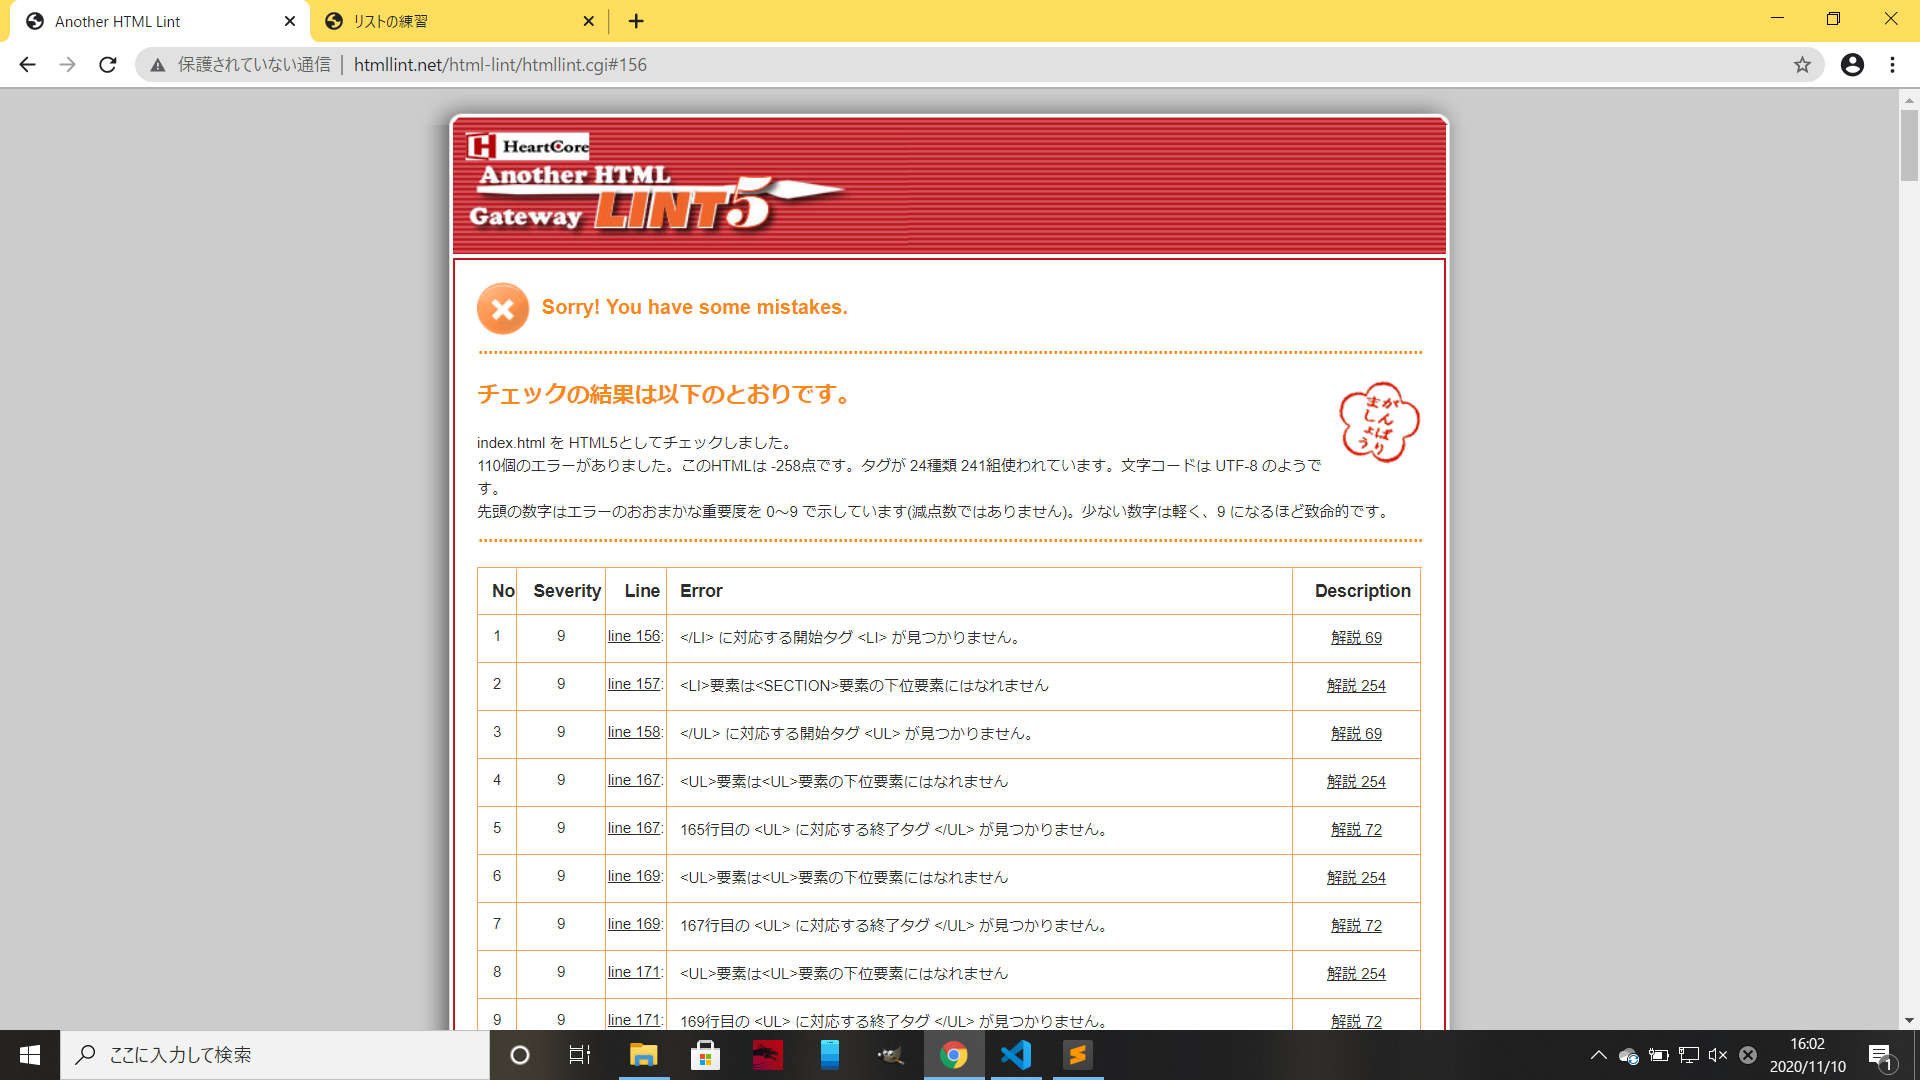 Another HTML Lint
リストの練習
保護されていない通信 | htmllint.net/html-lint/htmllint.cgi#156
HeartCore
Another HTML
Gateway LINT5
Sorry! You have some mistakes.
チェックの結果は以下のとおりです。
がんばり
ましょう
index.html を HTML5としてチェックしました。
110個のエラーがありました。このHTMLは -258点です。タグが 24種類 241組使われています。文字コードは UTF-8 のようで
す。
先頭の数字はエラーのおおまかな重要度を 0～9 で示しています(減点数ではありません)。少ない数字は軽く、9 になるほど致命的です。
No Severity Line Error Description
1 9 line 156: </LI> に対応する開始タグ <LI> が見つかりません。 解説 69
2 9 line 157: <LI>要素は<SECTION>要素の下位要素にはなれません 解説 254
3 9 line 158: </UL> に対応する開始タグ <UL> が見つかりません。 解説 69
4 9 line 167: <UL>要素は<UL>要素の下位要素にはなれません 解説 254
5 9 line 167: 165行目の <UL> に対応する終了タグ </UL> が見つかりません。 解説 72
6 9 line 169: <UL>要素は<UL>要素の下位要素にはなれません 解説 254
7 9 line 169: 167行目の <UL> に対応する終了タグ </UL> が見つかりません。 解説 72
8 9 line 171: <UL>要素は<UL>要素の下位要素にはなれません 解説 254
9 9 line 171: 169行目の <UL> に対応する終了タグ </UL> が見つかりません。 解説 72
ここに入力して検索
16:02
2020/11/10
1